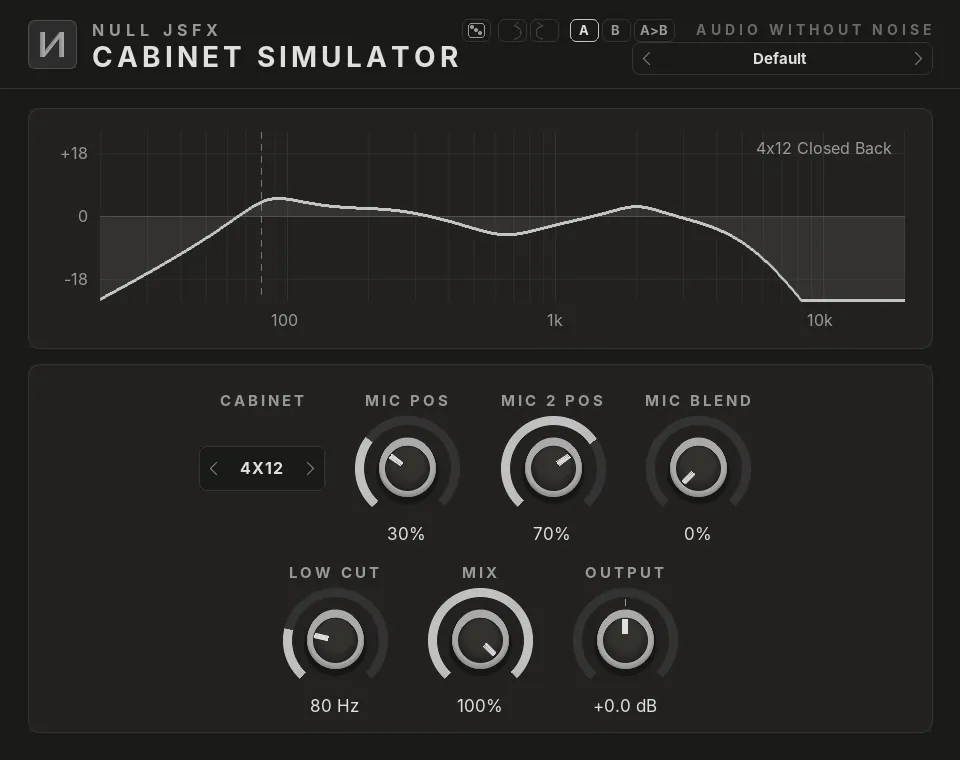 NULL JSFX
CABINET SIMULATOR
A B A>B AUDIO WITHOUT NOISE
Default
4x12 Closed Back
+18
0
-18
100 1k 10k
CABINET MIC POS MIC 2 POS MIC BLEND
4X12
30% 70% 0%
LOW CUT MIX OUTPUT
80 Hz 100% +0.0 dB